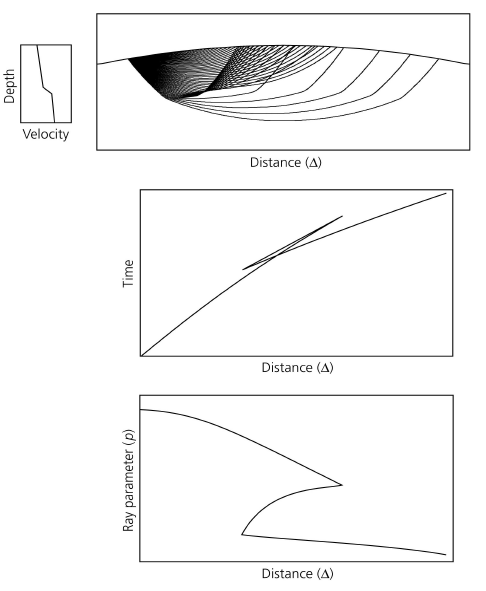 Depth
Velocity
Distance (Δ)
Time
Distance (Δ)
Ray parameter (p)
Distance (Δ)